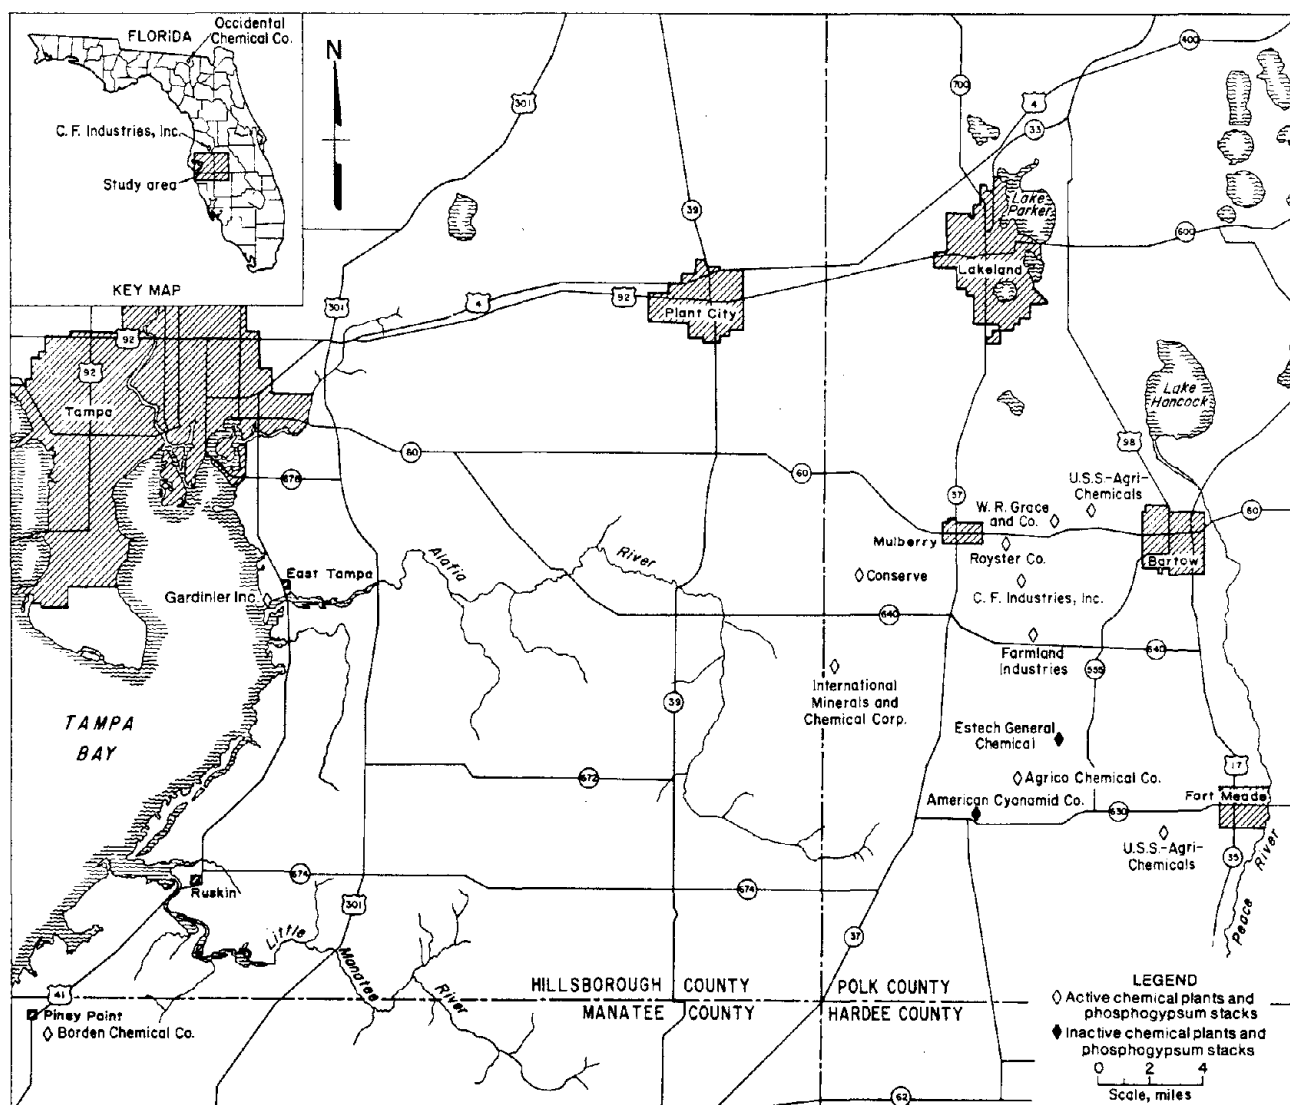 FLORIDA
Occidental
Chemical Co.
C. F. Industries, Inc.
Study area
KEY MAP
N
301
39
700
4
33
400
600
Lake
Parker
Lakeland
301
4
92
Plant City
92
92
Tampa
Lake
Hancock
98
60
60
37
676
U.S.S.-Agri-
Chemicals
W. R. Grace
and Co.
60
Mulberry
Royster Co.
Bartow
Alafia
River
East Tampa
Gardinier Inc.
Conserve
C. F. Industries, Inc.
640
Farmland
Industries
640
555
International
Minerals and
Chemical Corp.
39
TAMPA
BAY
Estech General
Chemical
672
Agrico Chemical Co.
17
American Cyanamid Co.
Fort Meade
630
U.S.S.-Agri-
Chemicals
35
Peace
River
674
Ruskin
674
301
37
Little
Manatee
River
41
HILLSBOROUGH COUNTY
POLK COUNTY
MANATEE COUNTY
HARDEE COUNTY
Piney Point
Borden Chemical Co.
62
LEGEND
Active chemical plants and
phosphogypsum stacks
Inactive chemical plants and
phosphogypsum stacks
0 2 4
Scale, miles